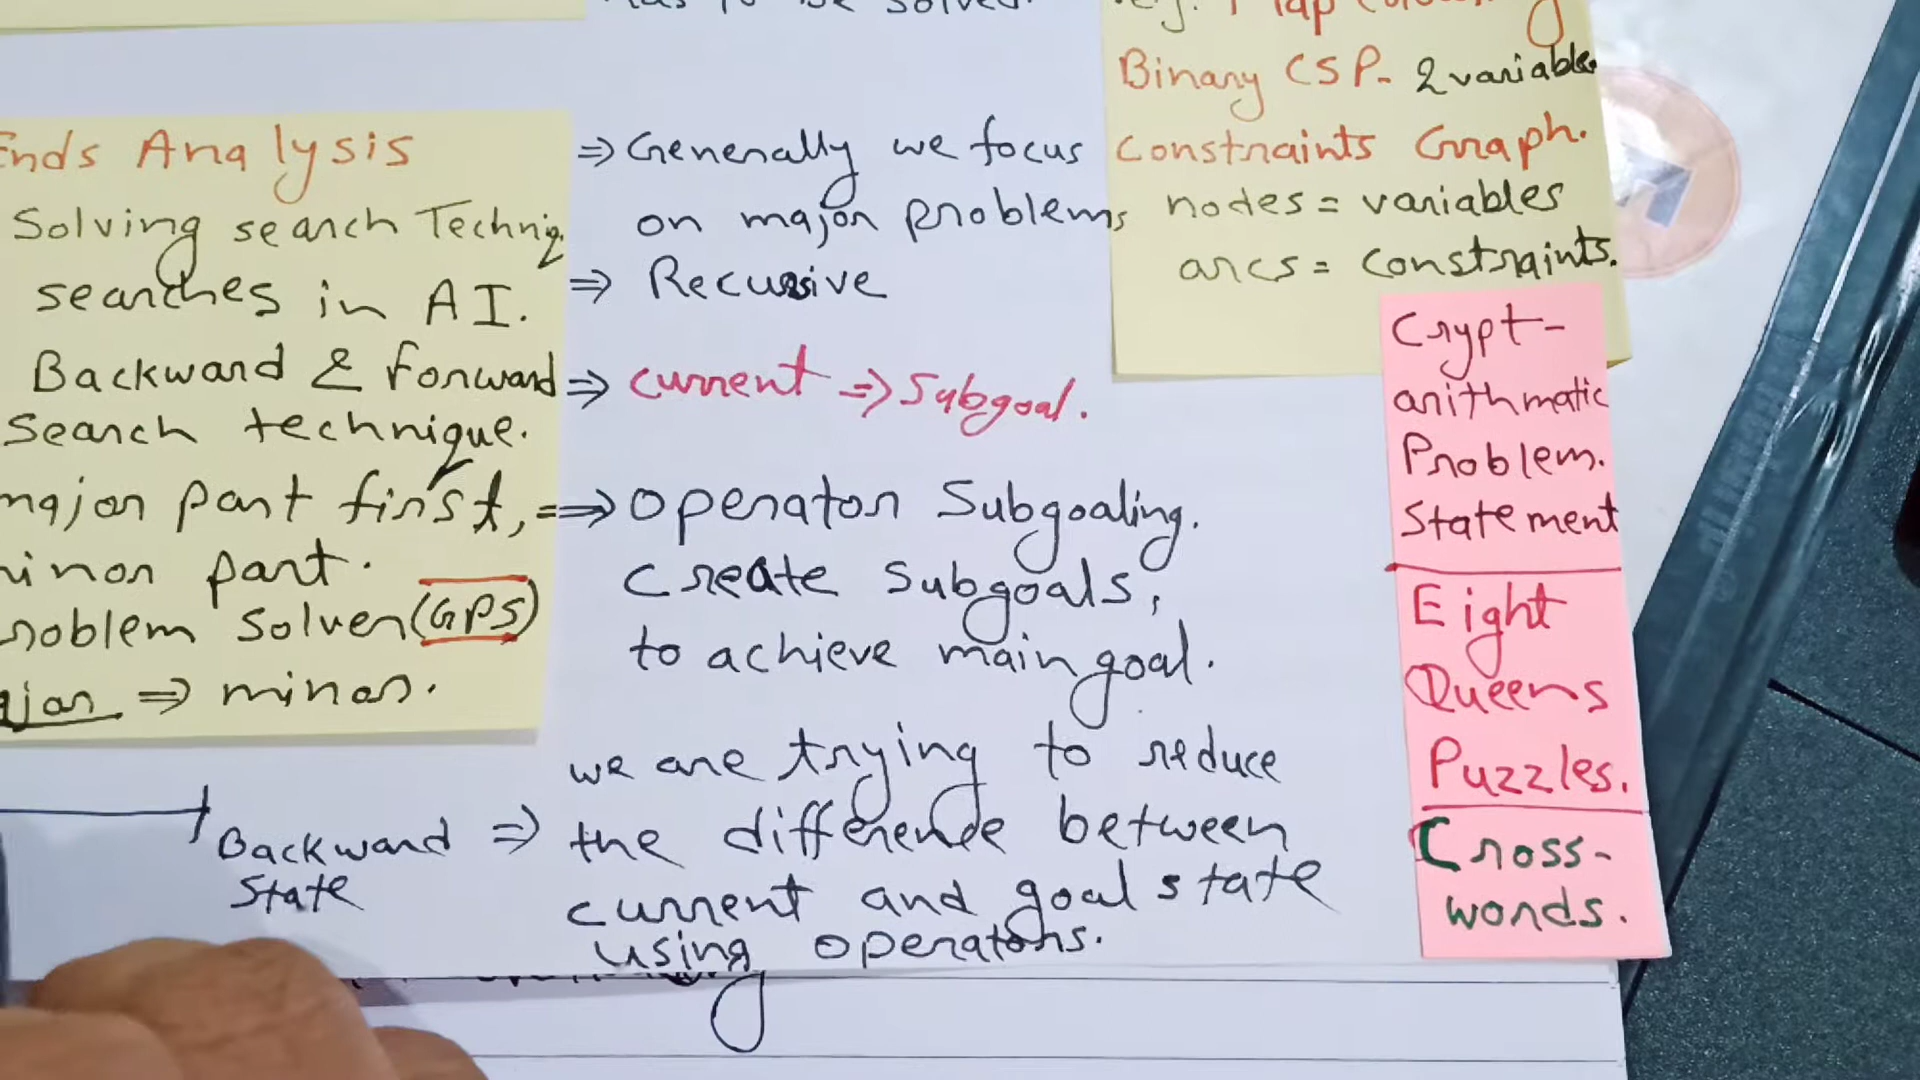 Ends Analysis
Solving search Techniq
searches in AI.
Backward & forward
search technique.
major part first,
minor part.
roblem Solver (GPS)
ajor ⇒ minor.
Backward ⇒
State
⇒ Generally we focus
on major problems
⇒ Recursive
⇒ current ⇒ Subgoal.
⇒ Operator Subgoaling.
create subgoals,
to achieve main goal.
we are trying to reduce
the difference between
current and goal state
using operators.
Binary CSP- 2 variable.
Constraints Graph.
nodes = variables
arcs = constraints.
Crypt-
arithmatic
Problem.
Statement
Eight
Queens
Puzzles.
Cross-
words.